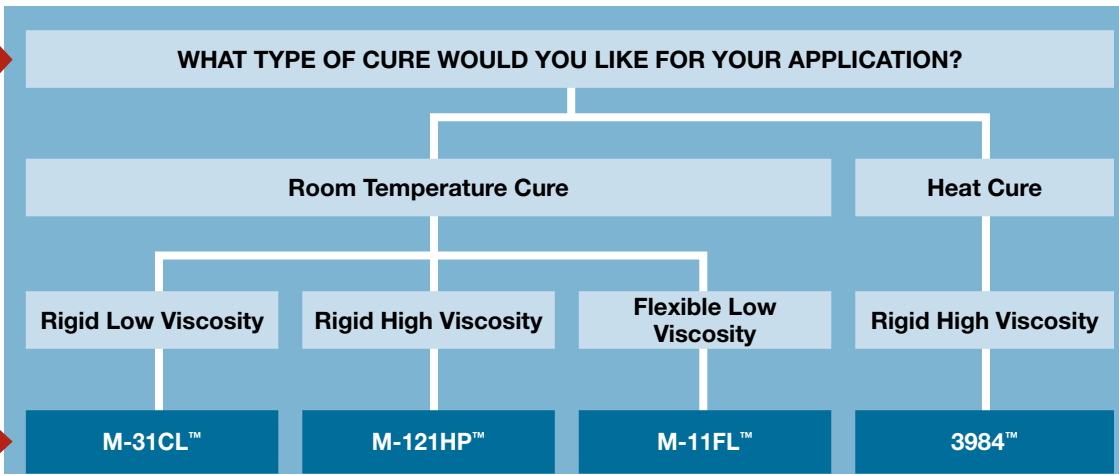 WHAT TYPE OF CURE WOULD YOU LIKE FOR YOUR APPLICATION?
Room Temperature Cure
Heat Cure
Rigid Low Viscosity
Rigid High Viscosity
Flexible Low
Viscosity
Rigid High Viscosity
M-31CL™
M-121HP™
M-11FL™
3984™